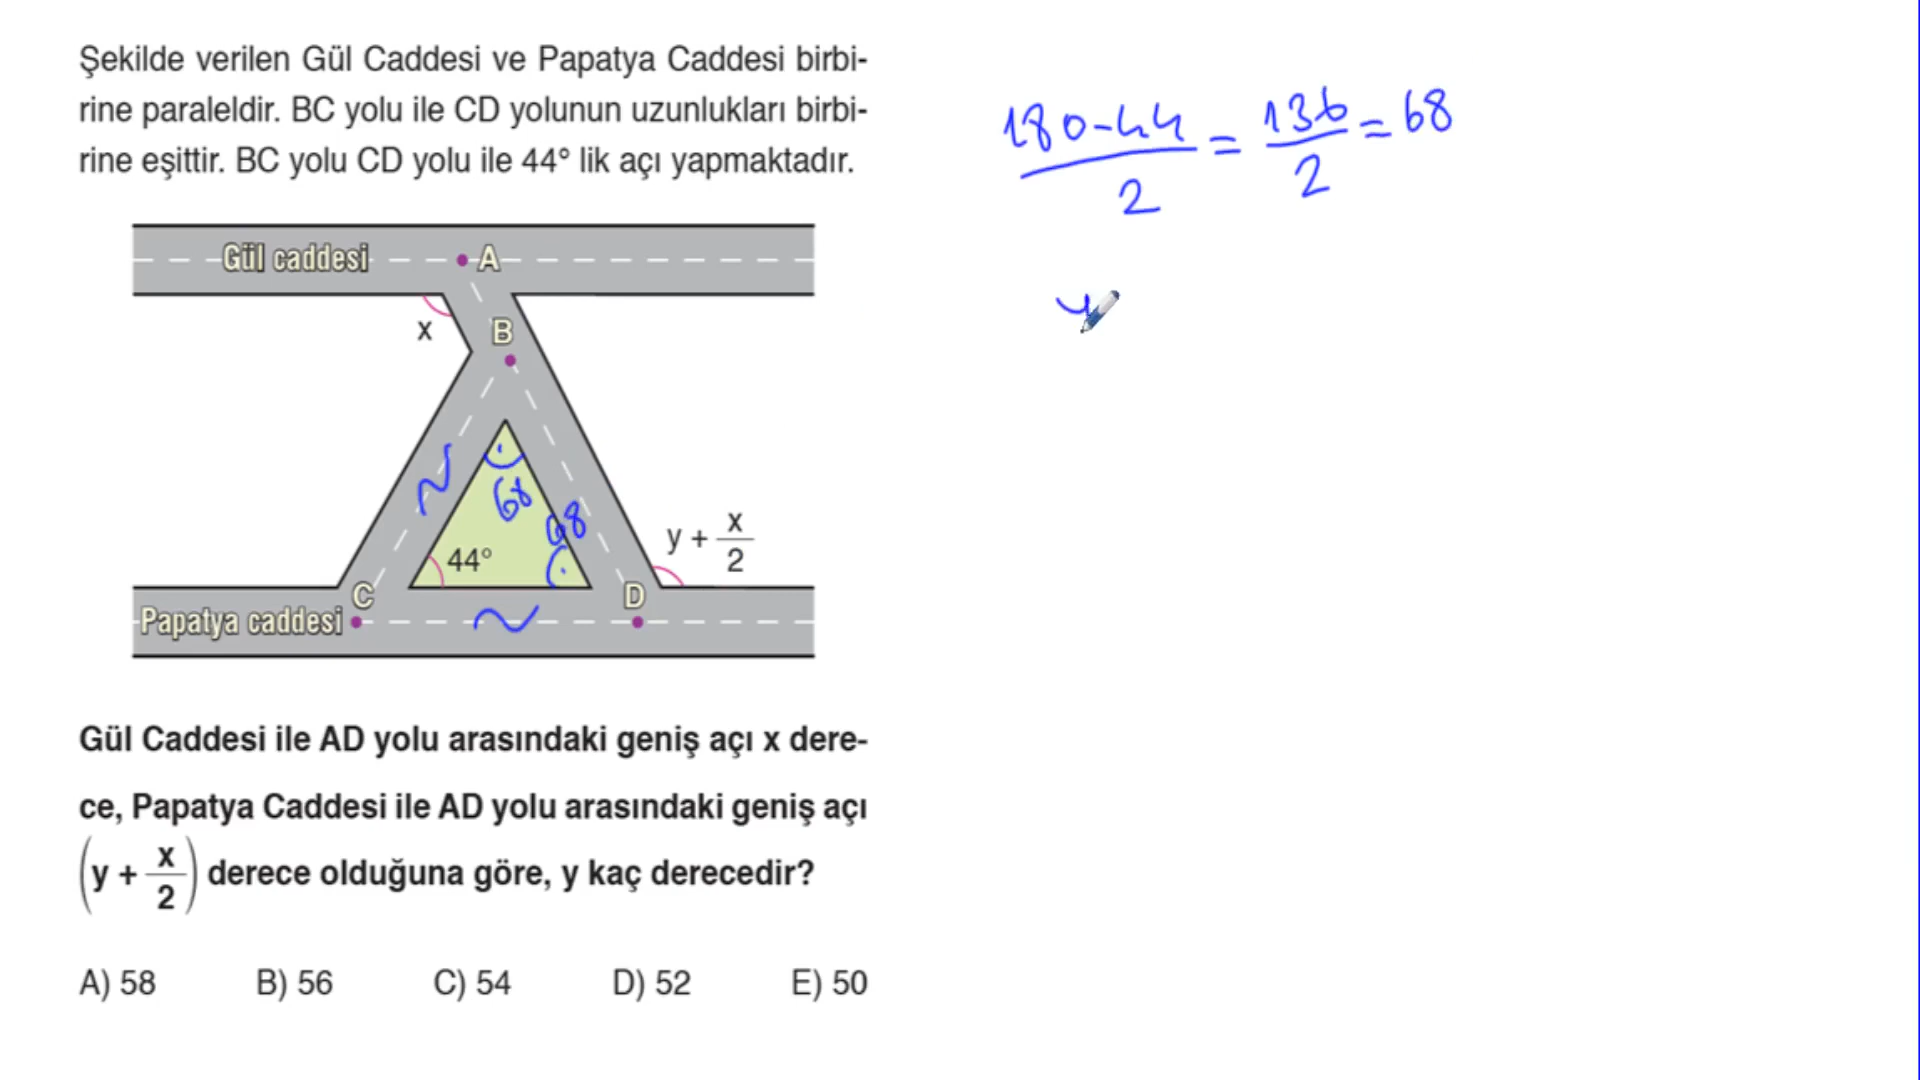 Şekilde verilen Gül Caddesi ve Papatya Caddesi birbi-
rine paraleldir. BC yolu ile CD yolunun uzunlukları birbi-
rine eşittir. BC yolu CD yolu ile 44° lik açı yapmaktadır.
180-44/2 = 136/2 = 68
y
Gül caddesi
A
x
B
68
68
44°
y + x/2
C
D
Papatya caddesi
Gül Caddesi ile AD yolu arasındaki geniş açı x dere-
ce, Papatya Caddesi ile AD yolu arasındaki geniş açı
(y + x/2) derece olduğuna göre, y kaç derecedir?
A) 58 B) 56 C) 54 D) 52 E) 50